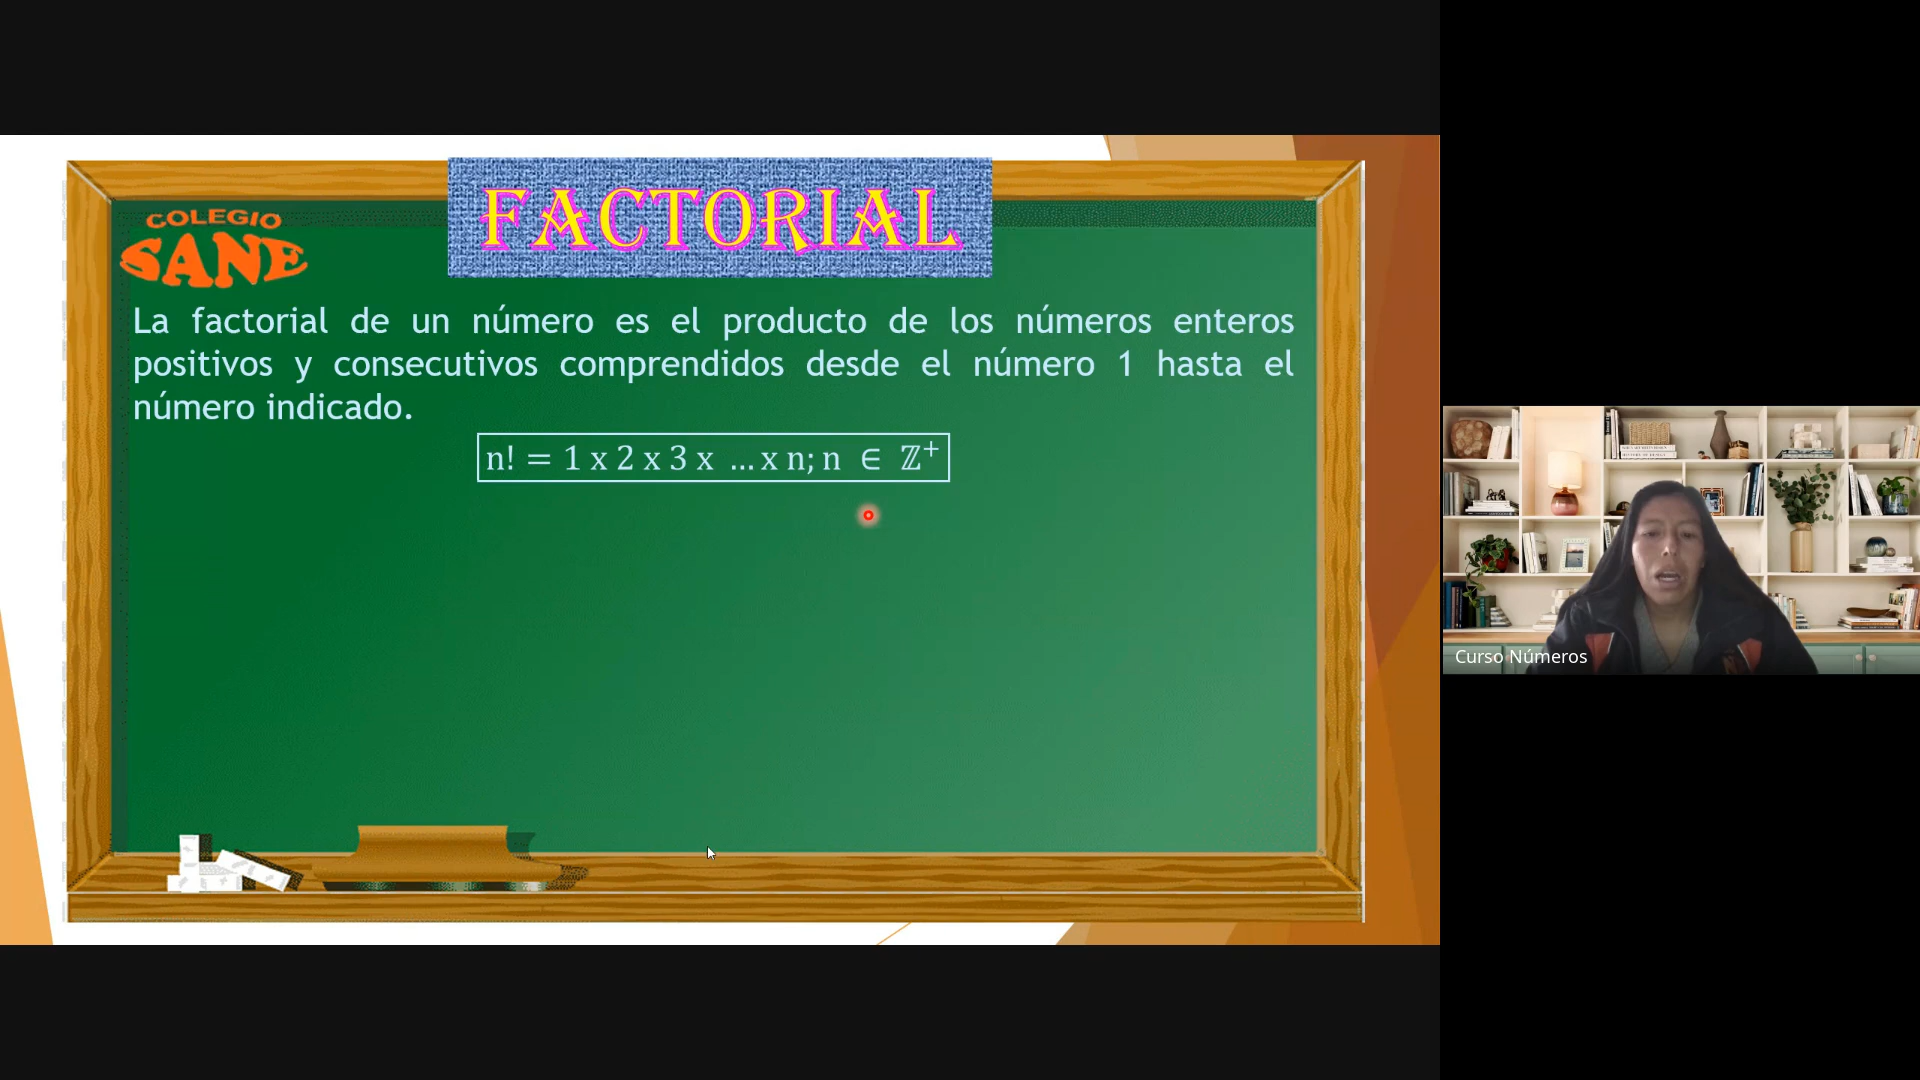 FACTORIAL
COLEGIO
SANE
La factorial de un número es el producto de los números enteros
positivos y consecutivos comprendidos desde el número 1 hasta el
número indicado.
n! = 1 x 2 x 3 x ... x n; n ∈ ℤ⁺
Curso Números